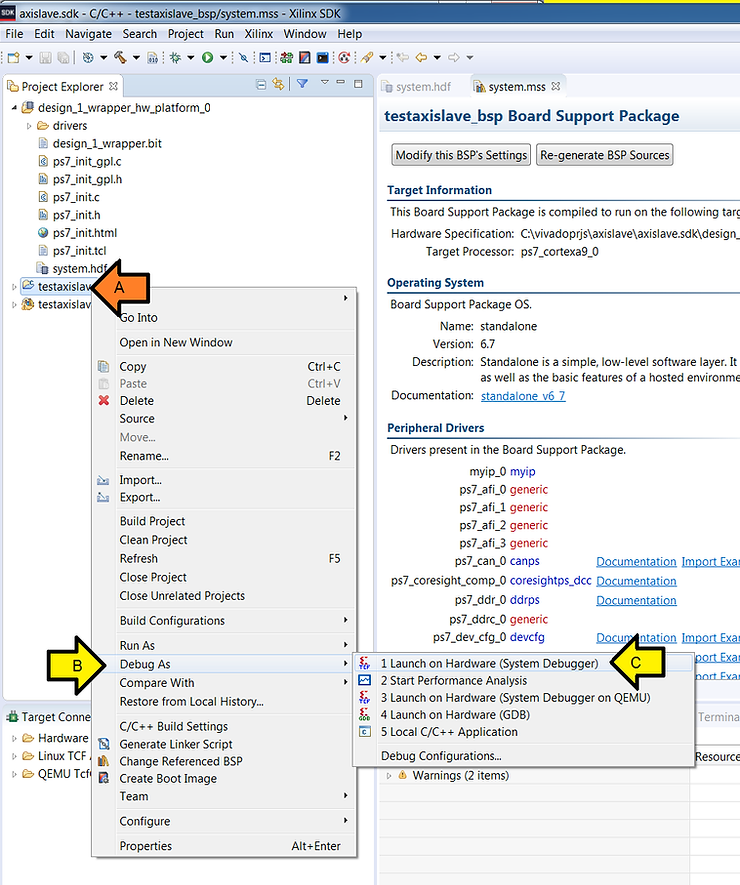 SDK axislave.sdk - C/C++ - testaxislave_bsp/system.mss - Xilinx SDK
File Edit Navigate Search Project Run Xilinx Window Help
Project Explorer
design_1_wrapper_hw_platform_0
drivers
design_1_wrapper.bit
ps7_init_gpl.c
ps7_init_gpl.h
ps7_init.c
ps7_init.h
ps7_init.html
ps7_init.tcl
system.hdf
testaxislav
testaxislav
A
Go Into
Open in New Window
Copy Ctrl+C
Paste Ctrl+V
Delete Delete
Source
Move...
Rename... F2
Import...
Export...
Build Project
Clean Project
Refresh F5
Close Project
Close Unrelated Projects
Build Configurations
Run As
B
Debug As
Compare With
Restore from Local History...
C/C++ Build Settings
Generate Linker Script
Change Referenced BSP
Create Boot Image
Team
Configure
Properties Alt+Enter
1 Launch on Hardware (System Debugger)
C
2 Start Performance Analysis
3 Launch on Hardware (System Debugger on QEMU)
4 Launch on Hardware (GDB)
5 Local C/C++ Application
Debug Configurations...
Target Conne
Hardware
Linux TCF
QEMU TcfG
system.hdf system.mss
testaxislave_bsp Board Support Package
Modify this BSP's Settings Re-generate BSP Sources
Target Information
This Board Support Package is compiled to run on the following targ
Hardware Specification: C:\vivadoprjs\axislave\axislave.sdk\design_
Target Processor: ps7_cortexa9_0
Operating System
Board Support Package OS.
Name: standalone
Version: 6.7
Description: Standalone is a simple, low-level software layer. It
as well as the basic features of a hosted environme
Documentation: standalone_v6_7
Peripheral Drivers
Drivers present in the Board Support Package.
myip_0 myip
ps7_afi_0 generic
ps7_afi_1 generic
ps7_afi_2 generic
ps7_afi_3 generic
ps7_can_0 canps Documentation Import Exar
ps7_coresight_comp_0 coresightps_dcc Documentation
ps7_ddr_0 ddrps Documentation
ps7_ddrc_0 generic
ps7_dev_cfg_0 devcfg Documentation Import Exar
port Exar
port Exar
Termina
Resource
Warnings (2 items)